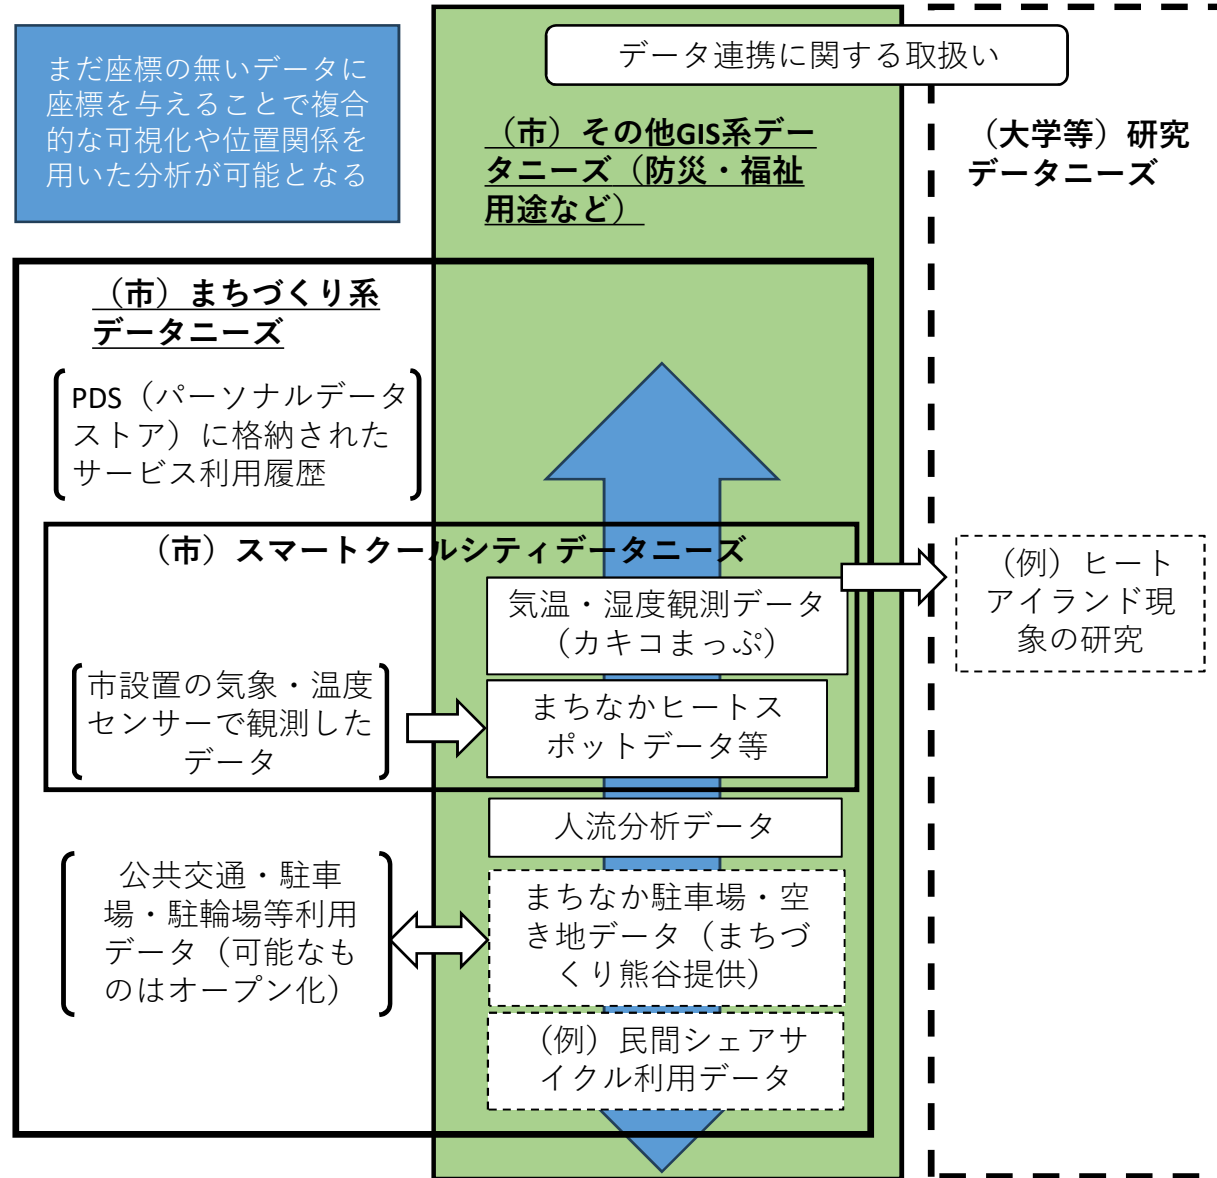 データ連携に関する取扱い
まだ座標の無いデータに
座標を与えることで複合
的な可視化や位置関係を
用いた分析が可能となる
（市）その他GIS系デー
タニーズ（防災・福祉
用途など）
（大学等）研究
データニーズ
（市）まちづくり系
データニーズ
PDS（パーソナルデータ
ストア）に格納された
サービス利用履歴
（市）スマートクールシティデータニーズ
気温・湿度観測データ
（カキコまっぷ）
（例）ヒート
アイランド現
象の研究
市設置の気象・温度
センサーで観測した
データ
まちなかヒートス
ポットデータ等
人流分析データ
公共交通・駐車
場・駐輪場等利用
データ（可能なも
のはオープン化）
まちなか駐車場・空
き地データ（まちづ
くり熊谷提供）
（例）民間シェアサ
イクル利用データ